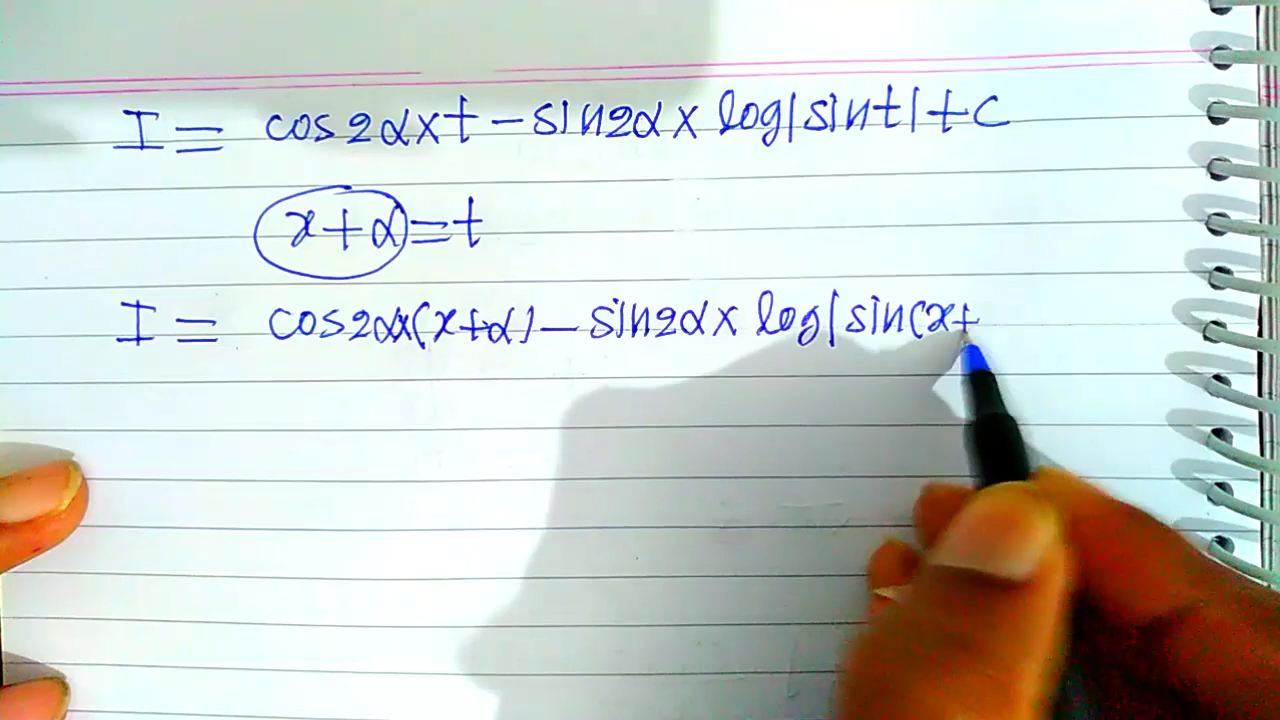 I = cos2α×t - sin2α × log|sint|+c
x+α=t
I = cos2α×(x+α) - sin2α × log|sin(x+